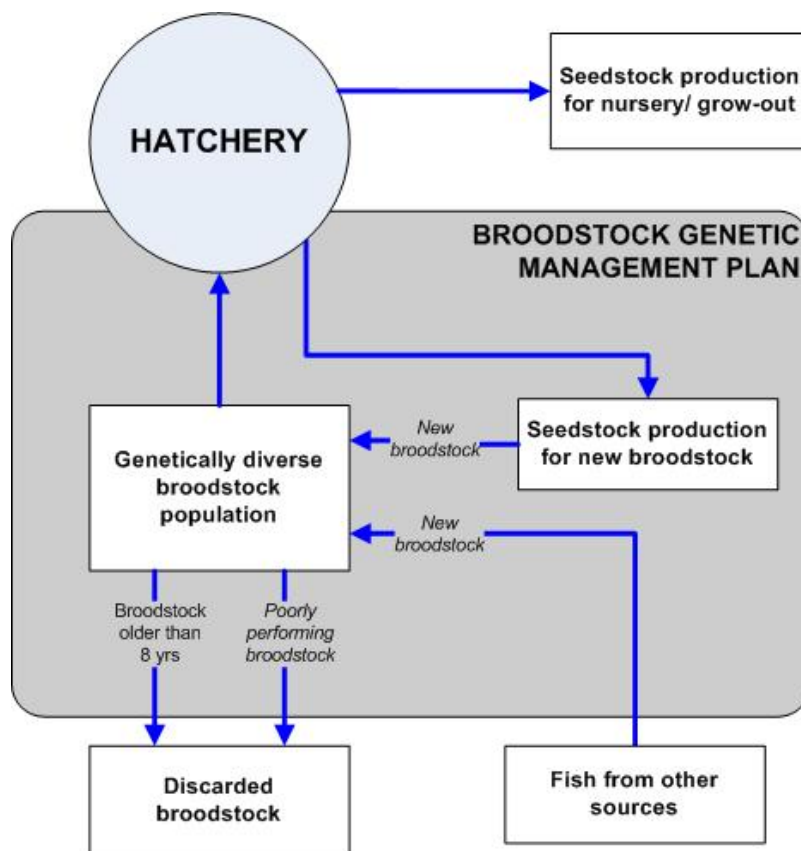 Seedstock production
for nursery/ grow-out
HATCHERY
BROODSTOCK GENETIC
MANAGEMENT PLAN
New
broodstock
Seedstock production
for new broodstock
Genetically diverse
broodstock
population
New
broodstock
Broodstock
older than
8 yrs
Poorly
performing
broodstock
Discarded
broodstock
Fish from other
sources